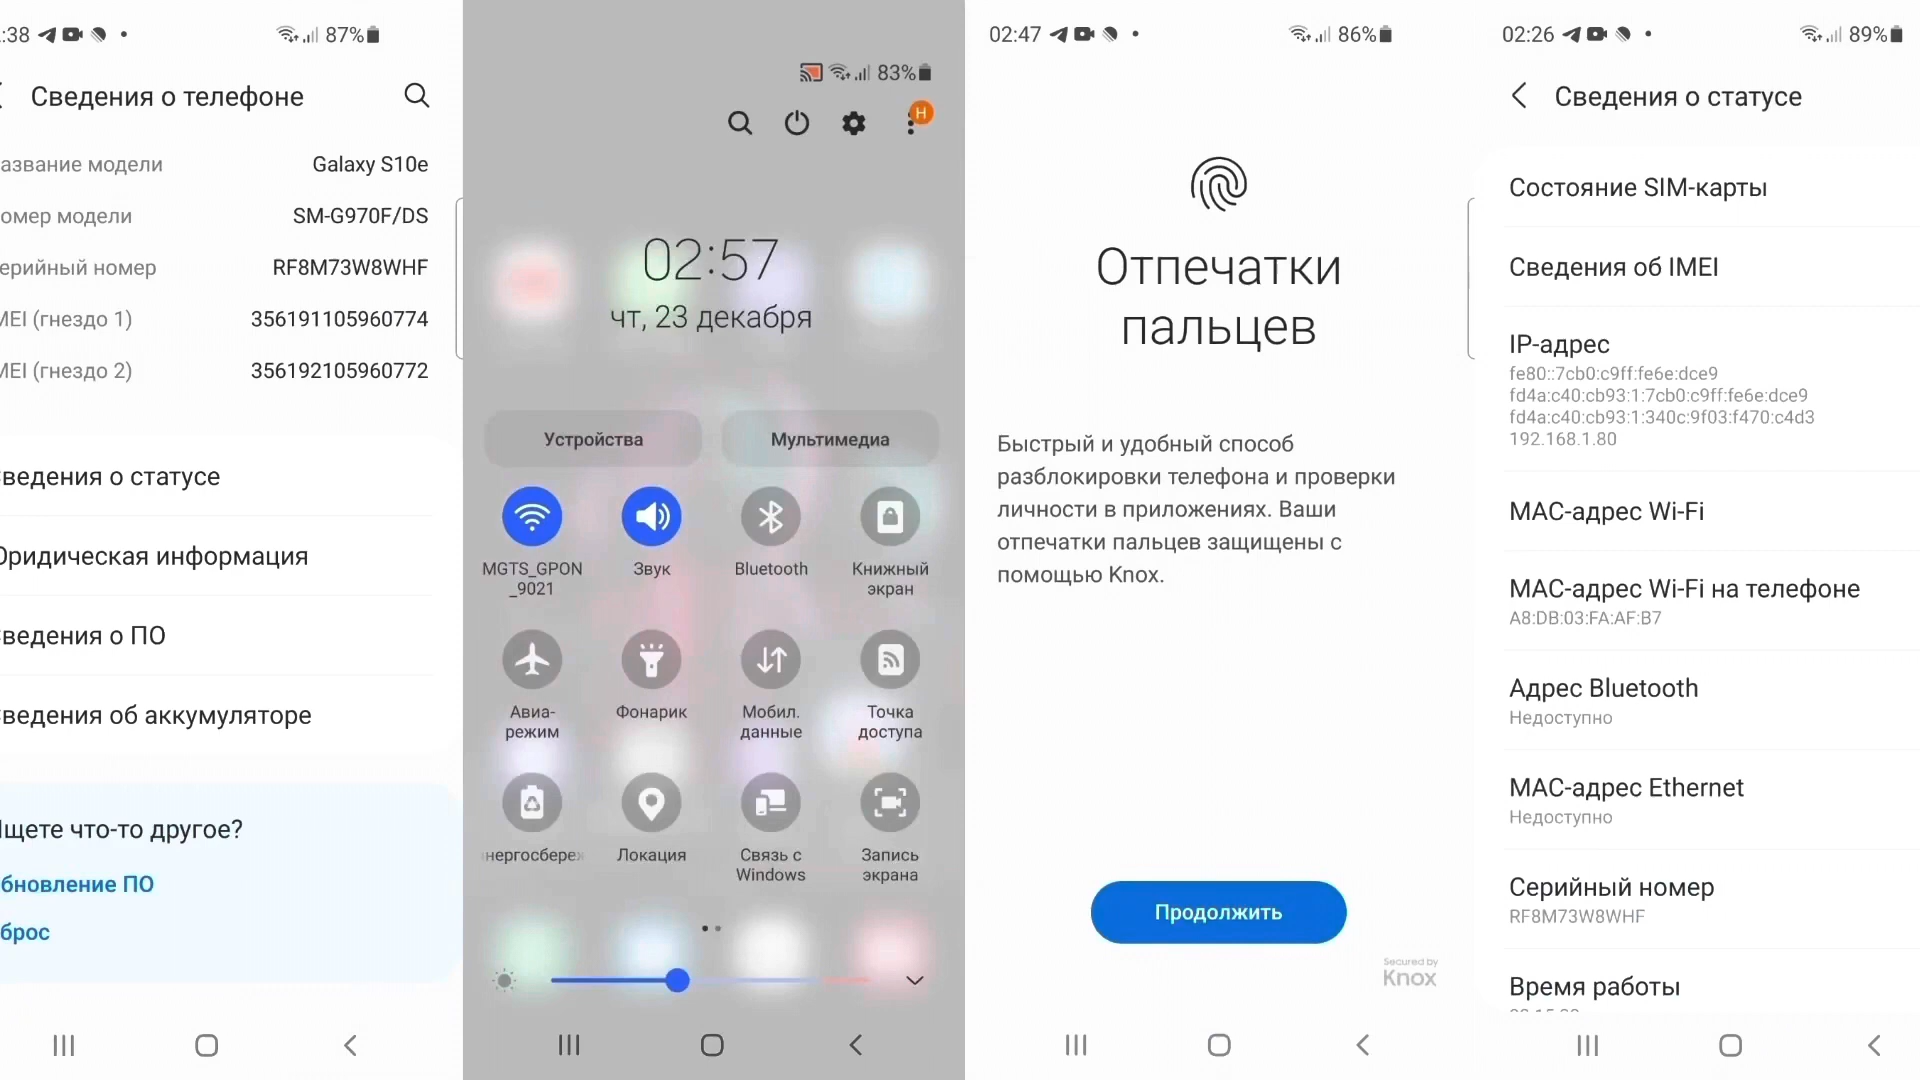 :38
87%
Сведения о телефоне
азвание модели
Galaxy S10e
омер модели
SM-G970F/DS
ерийный номер
RF8M73W8WHF
MEI (гнездо 1)
356191105960774
MEI (гнездо 2)
356192105960772
ведения о статусе
Юридическая информация
ведения о ПО
ведения об аккумуляторе
Ищете что-то другое?
бновление ПО
брос
83%
Н
02:57
чт, 23 декабря
Устройства
Мультимедиа
MGTS_GPON
_9021
Звук
Bluetooth
Книжный
экран
Авиа-
режим
Фонарик
Мобил.
данные
Точка
доступа
нергосбереж
Локация
Связь с
Windows
Запись
экрана
02:47
86%
Отпечатки
пальцев
Быстрый и удобный способ
разблокировки телефона и проверки
личности в приложениях. Ваши
отпечатки пальцев защищены с
помощью Knox.
Продолжить
Secured by
Knox
02:26
89%
Сведения о статусе
Состояние SIM-карты
Сведения об IMEI
IP-адрес
fe80::7cb0:c9ff:fe6e:dce9
fd4a:c40:cb93:1:7cb0:c9ff:fe6e:dce9
fd4a:c40:cb93:1:340c:9f03:f470:c4d3
192.168.1.80
MAC-адрес Wi-Fi
MAC-адрес Wi-Fi на телефоне
A8:DB:03:FA:AF:B7
Адрес Bluetooth
Недоступно
MAC-адрес Ethernet
Недоступно
Серийный номер
RF8M73W8WHF
Время работы